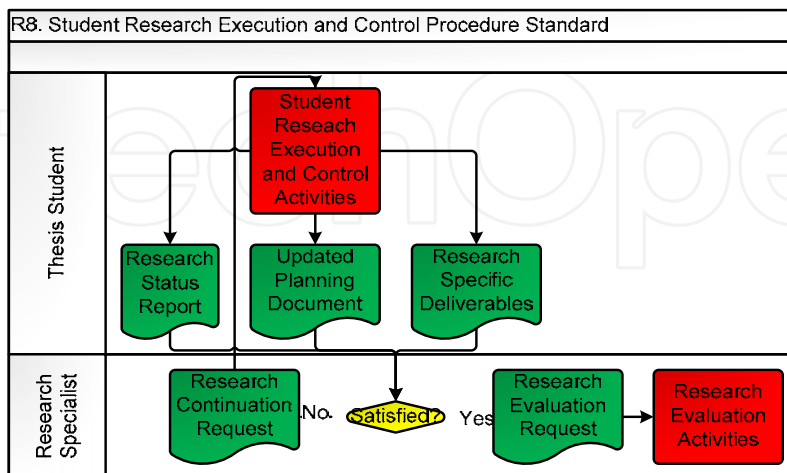 R8. Student Research Execution and Control Procedure Standard
Thesis Student
Student
Reseach
Execution
and Control
Activities
Research
Status
Report
Updated
Planning
Document
Research
Specific
Deliverables
Research
Specialist
Research
Continuation
Request
No.
Satisfied?
Yes
Research
Evaluation
Request
Research
Evaluation
Activities